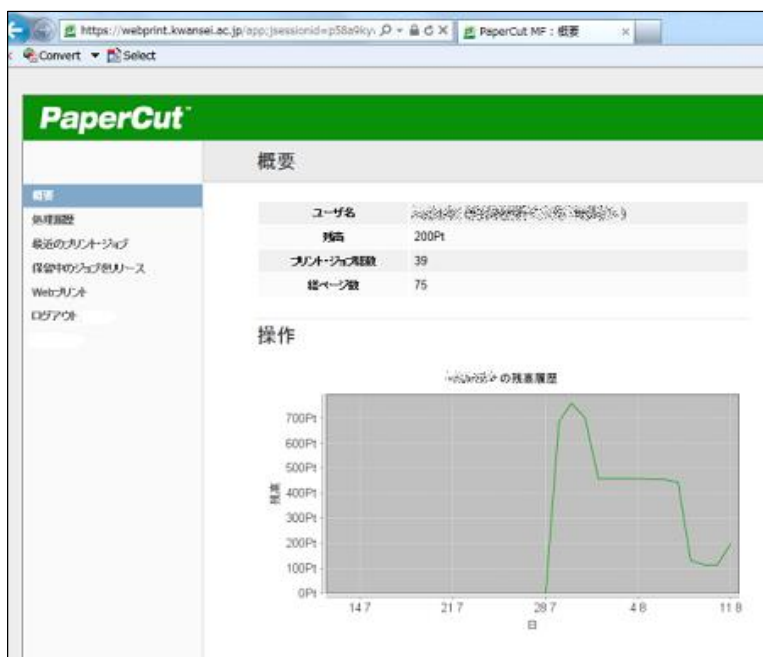 https://webprint.kwansei.ac.jp/app;jsessionid=p58a9ky
PaperCut MF : 概要
Convert
Select
PaperCut
概要
概要
処理履歴
最近のプリント・ジョブ
保留中のジョブをリリース
Webプリント
ログアウト
ユーザ名
残高 200Pt
プリント・ジョブ総数 39
総ページ数 75
操作
の残高履歴
700Pt
600Pt
500Pt
400Pt
300Pt
200Pt
100Pt
0Pt
残高
14 7 21 7 28 7 4 8 11 8
日